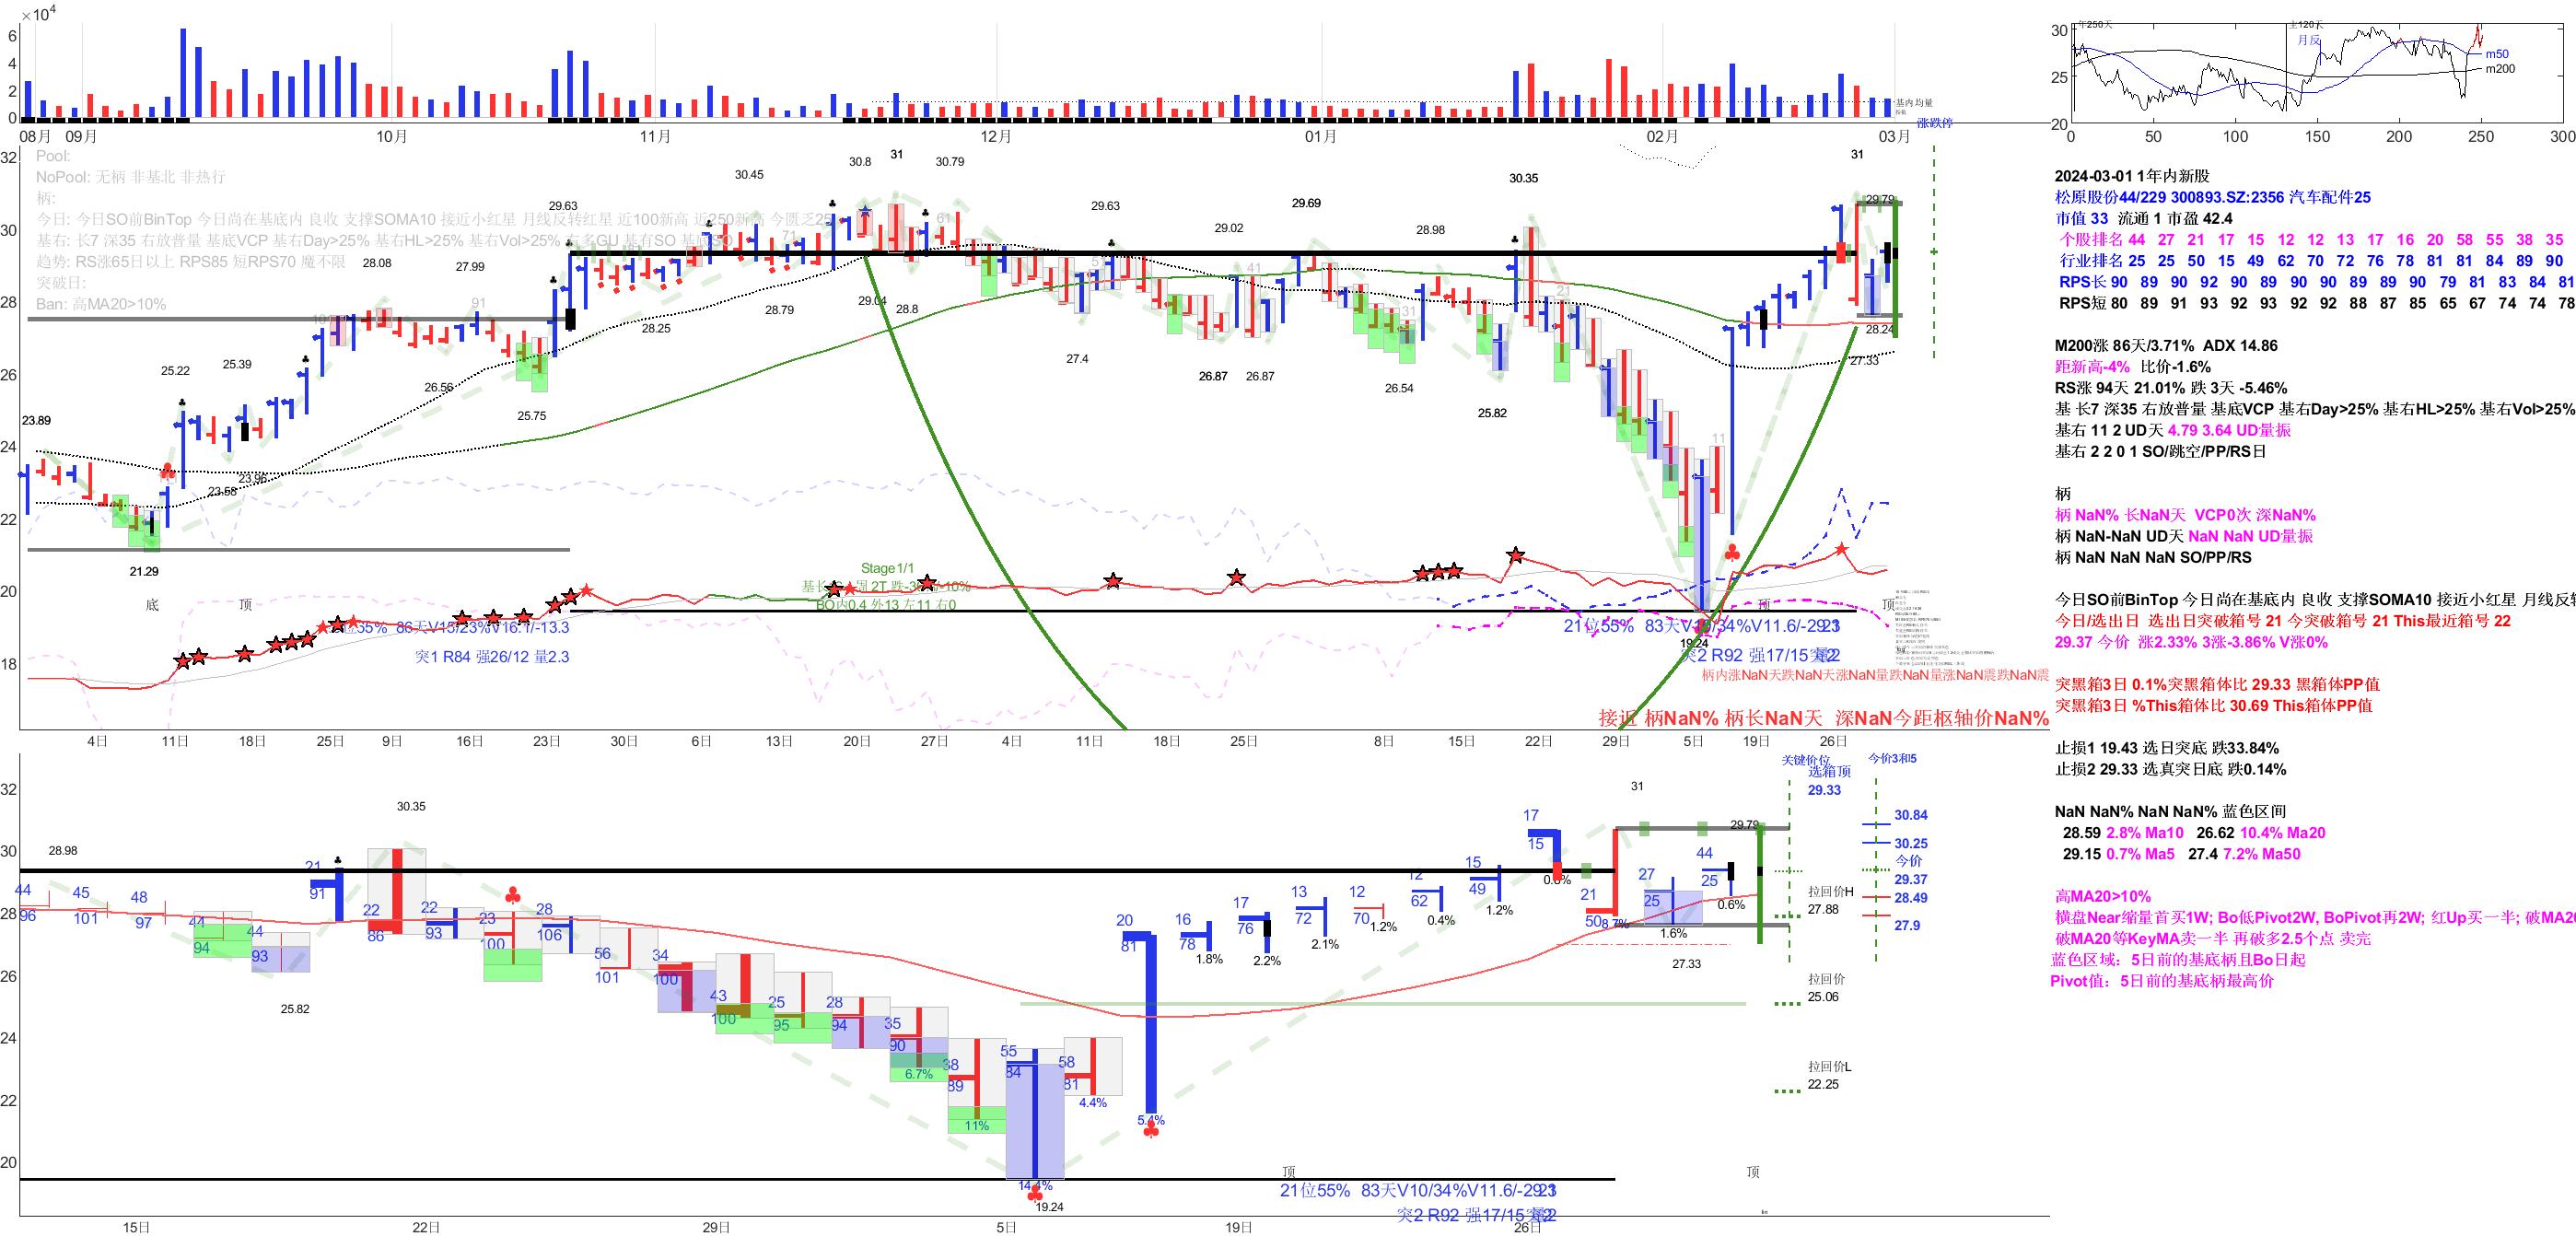 ×10⁴
6
4
2
0
08月 09月 10月 11月 12月 01月 02月 03月
基内均量
涨跌停
年250天 主120天
月反
30
25
20
m50
m200
0 50 100 150 200 250 300
32
30
28
26
24
22
20
18
Pool:
NoPool: 无柄 非基北 非热行
柄:
今日: 今日SO前BinTop 今日尚在基底内 良收 支撑SOMA10 接近小红星 月线反转红星 近100新高 近250新高 今匮乏25
基右: 长7 深35 右放普量 基底VCP 基右Day>25% 基右HL>25% 基右Vol>25%
趋势: RS涨65日以上 RPS85 短RPS70 魔不限
突破日:
Ban: 高MA20>10%
30.8 31 30.79
30.45
30.35
31
29.63
29.63
29.69
29.79
29.02
28.98
28.08
27.99
29.04
28.8
28.79
28.25
28.24
27.4
27.33
26.87
26.87
26.56
26.54
25.82
25.75
25.22
25.39
23.89
23.58
23.96
21.29
19.24
底 顶
顶 顶
Stage1/1
86天V15/23%V16.1/-13.3
突1 R84 强26/12 量2.3
21位55% 83天V10/34%V11.6/-29.1
突2 R92 强17/15
柄内涨NaN天跌NaN天涨NaN量跌NaN量涨NaN震跌NaN震
接近 柄NaN% 柄长NaN天 深NaN今距枢轴价NaN%
4日 11日 18日 25日 9日 16日 23日 30日 6日 13日 20日 27日 4日 11日 18日 25日 8日 15日 22日 29日 5日 19日 26日
2024-03-01 1年内新股
松原股份44/229 300893.SZ:2356 汽车配件25
市值 33 流通 1 市盈 42.4
个股排名 44 27 21 17 15 12 12 13 17 16 20 58 55 38 35
行业排名 25 25 50 15 49 62 70 72 76 78 81 81 84 89 90
RPS长 90 89 90 92 90 89 90 90 89 89 90 79 81 83 84 81
RPS短 80 89 91 93 92 93 92 92 88 87 85 65 67 74 74 78
M200涨 86天/3.71% ADX 14.86
距新高-4% 比价-1.6%
RS涨 94天 21.01% 跌 3天 -5.46%
基 长7 深35 右放普量 基底VCP 基右Day>25% 基右HL>25% 基右Vol>25%
基右 11 2 UD天 4.79 3.64 UD量振
基右 2 2 0 1 SO/跳空/PP/RS日
柄
柄 NaN% 长NaN天 VCP0次 深NaN%
柄 NaN-NaN UD天 NaN NaN UD量振
柄 NaN NaN NaN SO/PP/RS
今日SO前BinTop 今日尚在基底内 良收 支撑SOMA10 接近小红星 月线反转
今日/选出日 选出日突破箱号 21 今突破箱号 21 This最近箱号 22
29.37 今价 涨2.33% 3涨-3.86% V涨0%
突黑箱3日 0.1%突黑箱体比 29.33 黑箱体PP值
突黑箱3日 %This箱体比 30.69 This箱体PP值
止损1 19.43 选日突底 跌33.84%
止损2 29.33 选真突日底 跌0.14%
NaN NaN% NaN NaN% 蓝色区间
28.59 2.8% Ma10 26.62 10.4% Ma20
29.15 0.7% Ma5 27.4 7.2% Ma50
高MA20>10%
横盘Near缩量首买1W; Bo低Pivot2W, BoPivot再2W; 红Up买一半; 破MA20
破MA20等KeyMA卖一半 再破多2.5个点 卖完
蓝色区域：5日前的基底柄且Bo日起
Pivot值：5日前的基底柄最高价
32
30
28
26
24
22
20
关键价位 今价3和5
选箱顶
29.33
30.84
30.25
今价
29.37
28.49
27.9
拉回价H
27.88
拉回价
25.06
拉回价L
22.25
28.98
30.35
25.82
19.24
31
29.79
27.33
44 96
45 101
48 97
44 94
44 93
21 91
22 86
22 93
23 100
28 106
56 101
34 100
43 100
25 95
28 94
35 90 6.7%
38 89 11%
55 84 14.4%
58 81 4.4%
20 81 5.4%
16 78 1.8%
17 76 2.2%
13 72 2.1%
12 70 1.2%
12 62 0.4%
15 49 1.2%
17 15 0.6%
21 50 8.7%
27 25 1.6%
44 25 0.6%
顶 顶
21位55% 83天V10/34%V11.6/-29.1
突2 R92 强17/15
15日 22日 29日 5日 19日 26日